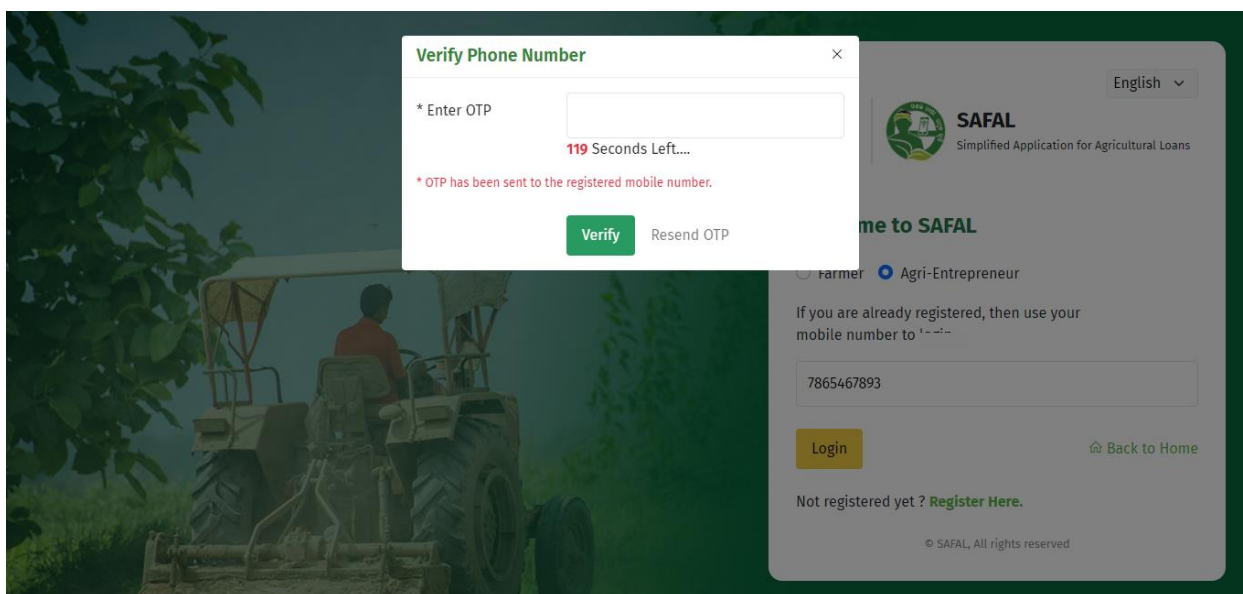 Verify Phone Number
* Enter OTP
119 Seconds Left....
* OTP has been sent to the registered mobile number.
Verify
Resend OTP
English
SAFAL
Simplified Application for Agricultural Loans
me to SAFAL
Farmer
Agri-Entrepreneur
If you are already registered, then use your
mobile number to
7865467893
Login
Back to Home
Not registered yet ? Register Here.
© SAFAL, All rights reserved